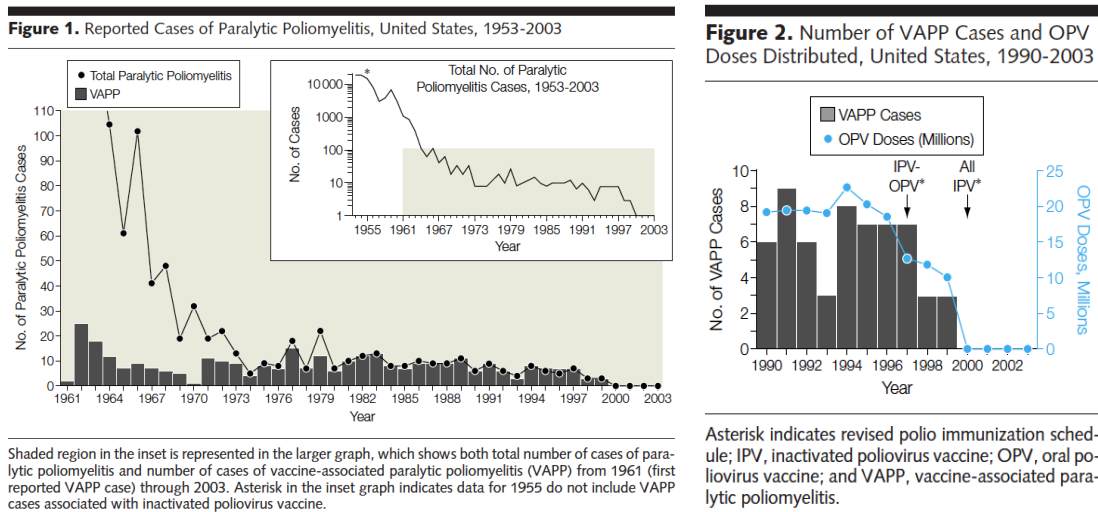 Figure 1. Reported Cases of Paralytic Poliomyelitis, United States, 1953-2003
Total Paralytic Poliomyelitis
VAPP
No. of Paralytic Poliomyelitis Cases
110
100
90
80
70
60
50
40
30
20
10
0
1961 1964 1967 1970 1973 1976 1979 1982 1985 1988 1991 1994 1997 2000 2003
Year
Total No. of Paralytic
Poliomyelitis Cases, 1953-2003
No. of Cases
10 000
1000
100
10
1
*
1955 1961 1967 1973 1979 1985 1991 1997 2003
Year
Shaded region in the inset is represented in the larger graph, which shows both total number of cases of para-
lytic poliomyelitis and number of cases of vaccine-associated paralytic poliomyelitis (VAPP) from 1961 (first
reported VAPP case) through 2003. Asterisk in the inset graph indicates data for 1955 do not include VAPP
cases associated with inactivated poliovirus vaccine.
Figure 2. Number of VAPP Cases and OPV
Doses Distributed, United States, 1990-2003
VAPP Cases
OPV Doses (Millions)
IPV-
OPV*
All
IPV*
No. of VAPP Cases
10
8
6
4
2
0
25
20
15
10
5
0
OPV Doses, Millions
1990 1992 1994 1996 1998 2000 2002
Year
Asterisk indicates revised polio immunization sched-
ule; IPV, inactivated poliovirus vaccine; OPV, oral po-
liovirus vaccine; and VAPP, vaccine-associated para-
lytic poliomyelitis.